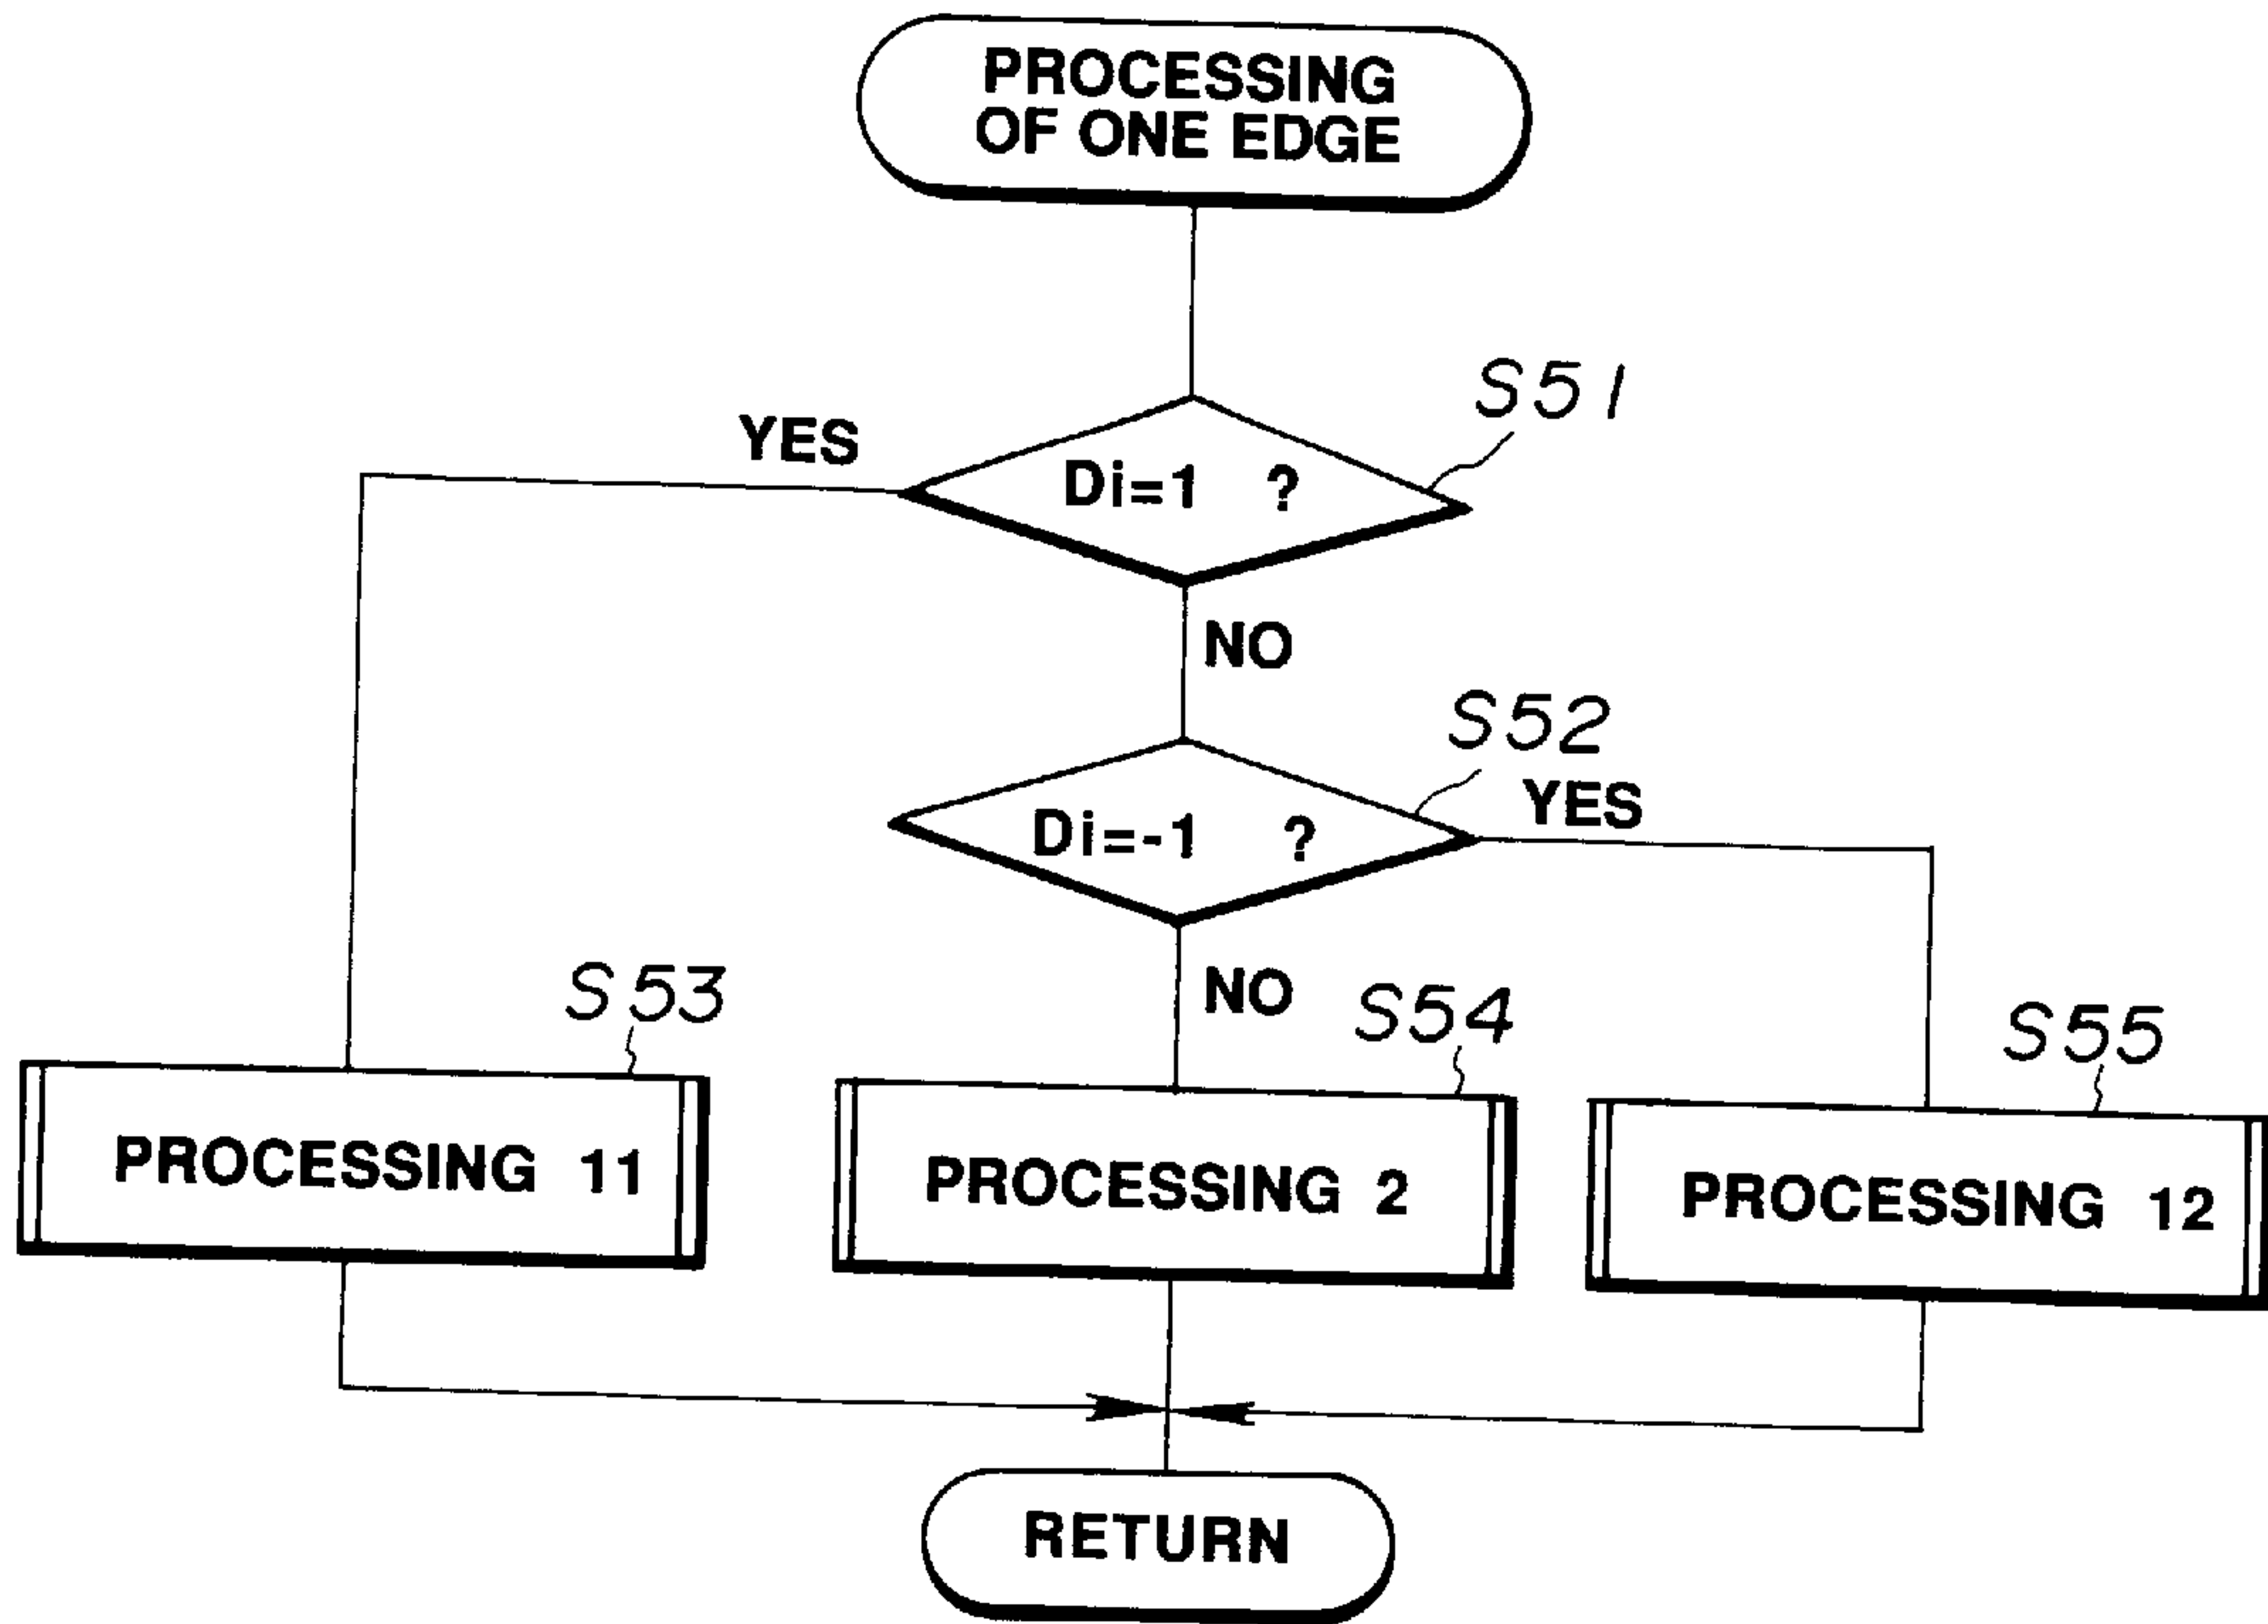 PROCESSING
OF ONE EDGE
S51
YES
Di=1 ?
NO
S52
YES
Di=-1 ?
NO
S53
S54
S55
PROCESSING 11
PROCESSING 2
PROCESSING 12
RETURN